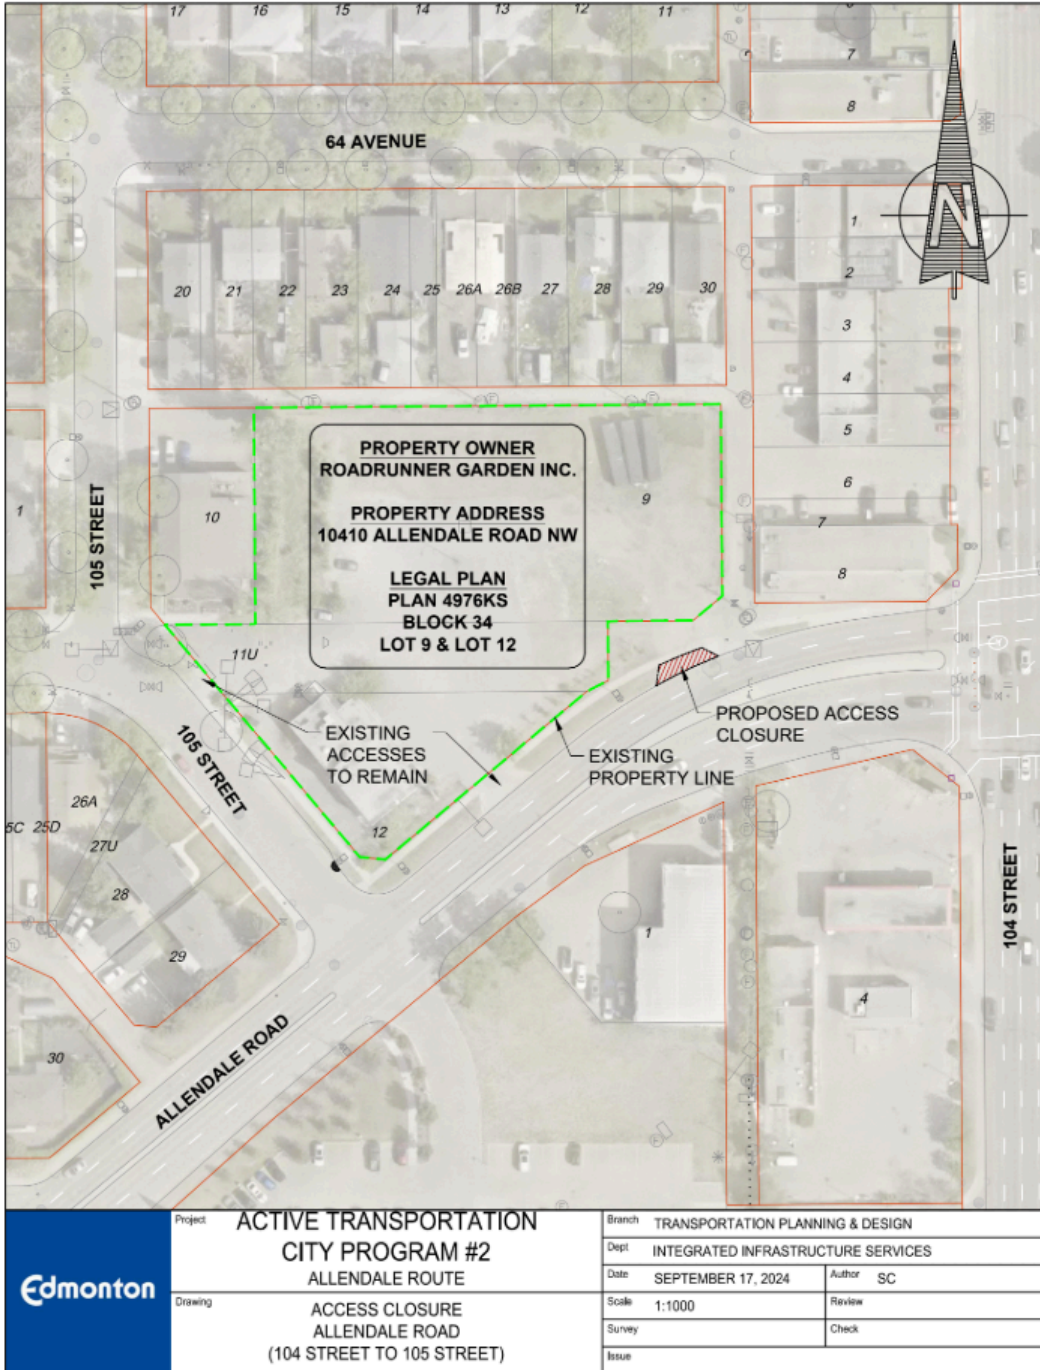 17 16 15 14 13 12 11
7
8
64 AVENUE
N
20 21 22 23 24 25 26A 26B 27 28 29 30
1
2
3
4
5
6
7
8
105 STREET
1
10
9
PROPERTY OWNER
ROADRUNNER GARDEN INC.
PROPERTY ADDRESS
10410 ALLENDALE ROAD NW
LEGAL PLAN
PLAN 4976KS
BLOCK 34
LOT 9 & LOT 12
11U
EXISTING
ACCESSES
TO REMAIN
EXISTING
PROPERTY LINE
PROPOSED ACCESS
CLOSURE
105 STREET
12
26A
5C 25D
27U
28
29
30
1
4
104 STREET
ALLENDALE ROAD
Edmonton
Project
ACTIVE TRANSPORTATION
CITY PROGRAM #2
ALLENDALE ROUTE
Drawing
ACCESS CLOSURE
ALLENDALE ROAD
(104 STREET TO 105 STREET)
Branch TRANSPORTATION PLANNING & DESIGN
Dept INTEGRATED INFRASTRUCTURE SERVICES
Date SEPTEMBER 17, 2024 Author SC
Scale 1:1000 Review
Survey Check
Issue